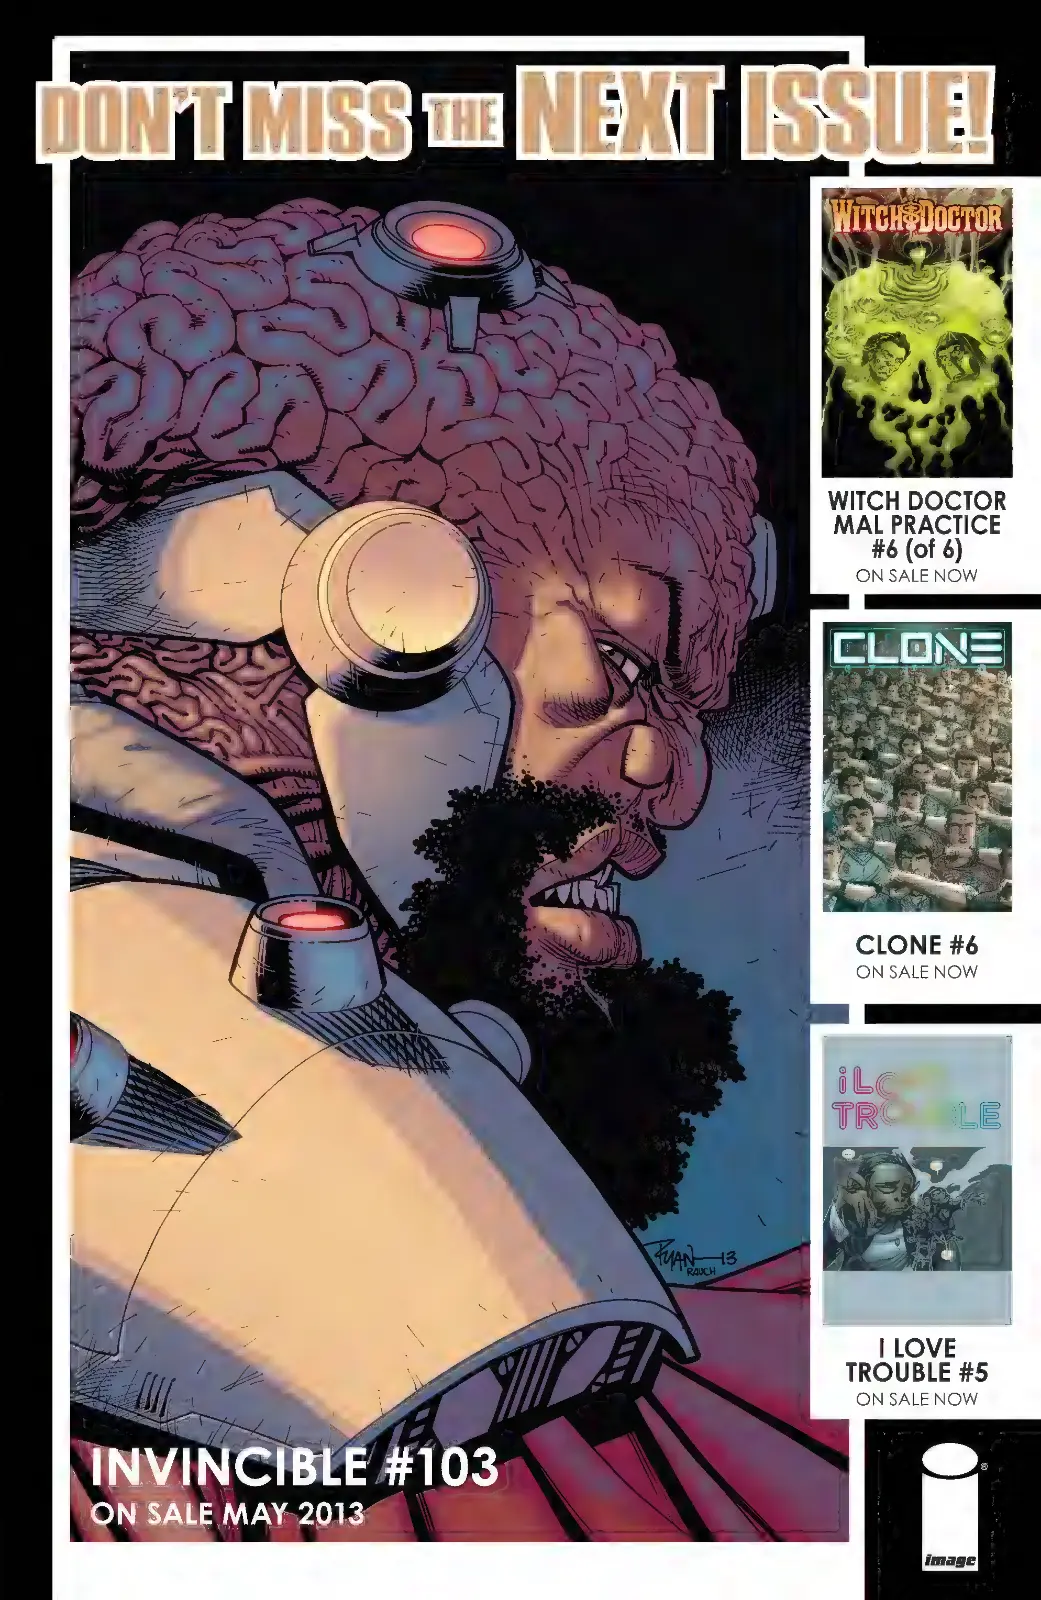 DON'T MISS THE NEXT ISSUE!
WITCH DOCTOR
WITCH DOCTOR
MAL PRACTICE
#6 (of 6)
ON SALE NOW
CLONE
CLONE #6
ON SALE NOW
I LOVE
TROUBLE #5
ON SALE NOW
RYAN-13
RAUCH
INVINCIBLE #103
ON SALE MAY 2013
image
®